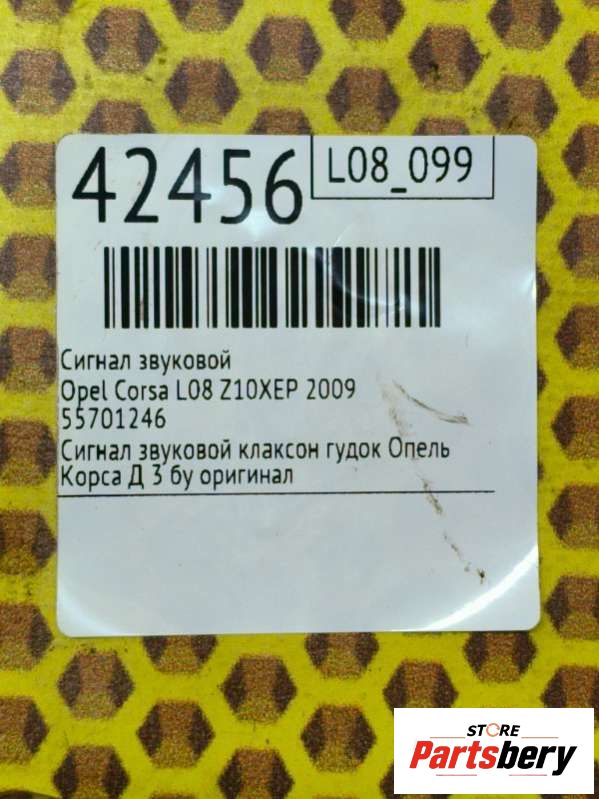 42456
L08_099
Сигнал звуковой
Opel Corsa L08 Z10XEP 2009
55701246
Сигнал звуковой клаксон гудок Опель
Корса Д 3 бу оригинал
STORE
Partsbery